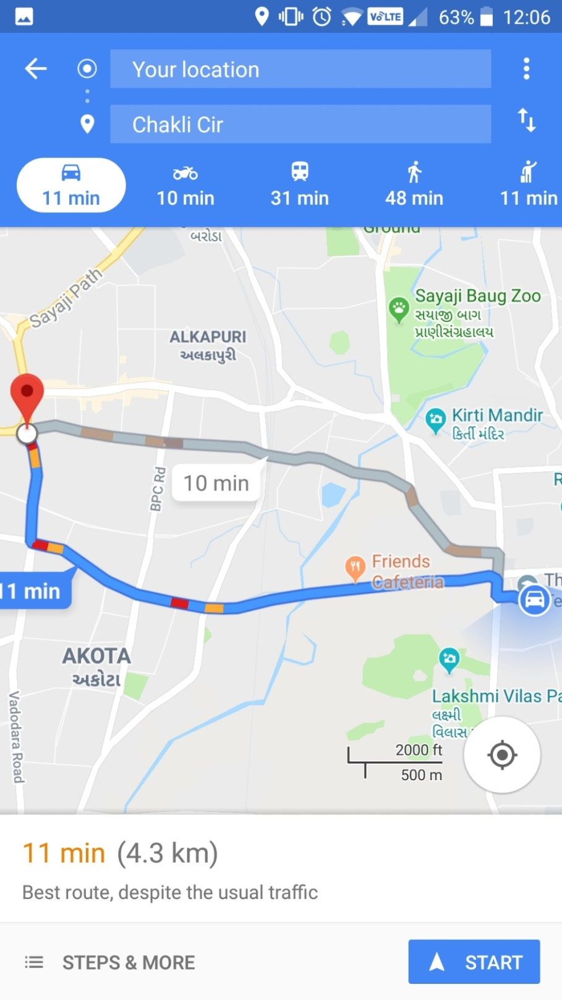 VoLTE 63% 12:06
Your location
Chakli Cir
11 min 10 min 31 min 48 min 11 min
Ground
બરોડા
Sayaji Path
Sayaji Baug Zoo
સયાજી બાગ
પ્રાણીસંગ્રહાલય
ALKAPURI
અલકાપુરી
Kirti Mandir
કિર્તી મંદિર
BPC Rd
10 min
R
Friends
Cafeteria
Th
Te
11 min
AKOTA
અકોટા
Lakshmi Vilas Pa
લક્ષ્મી
વિલાસ
Vadodara Road
2000 ft
500 m
11 min (4.3 km)
Best route, despite the usual traffic
STEPS & MORE
START